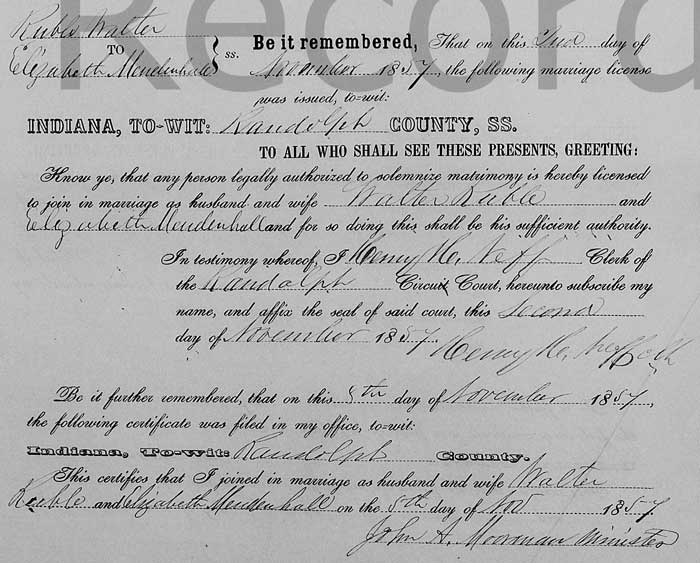 Record
Ruble Walter
TO } ss. Be it remembered, That on this 2nd day of
Elizabeth Mendenhall November 1857, the following marriage license
was issued, to=wit:
INDIANA, TO-WIT: Randolph COUNTY, SS.
TO ALL WHO SHALL SEE THESE PRESENTS, GREETING:
Know ye, that any person legally authorized to solemnize matrimony is hereby licensed
to join in marriage as husband and wife Walter Ruble and
Elizabeth Mendenhall and for so doing this shall be his sufficient authority.
In testimony whereof, I Henry H. Neff Clerk of
the Randolph Circuit Court, hereunto subscribe my
name, and affix the seal of said court, this Second
day of November 1857.
Henry H. Neff Clk
Be it further remembered, that on this 5th day of November 1857,
the following certificate was filed in my office, to=wit:
Indiana, To=wit: Randolph County.
This certifies that I joined in marriage as husband and wife Walter
Ruble and Elizabeth Mendenhall on the 5th day of Nov 1857.
John A. Moorman Minister